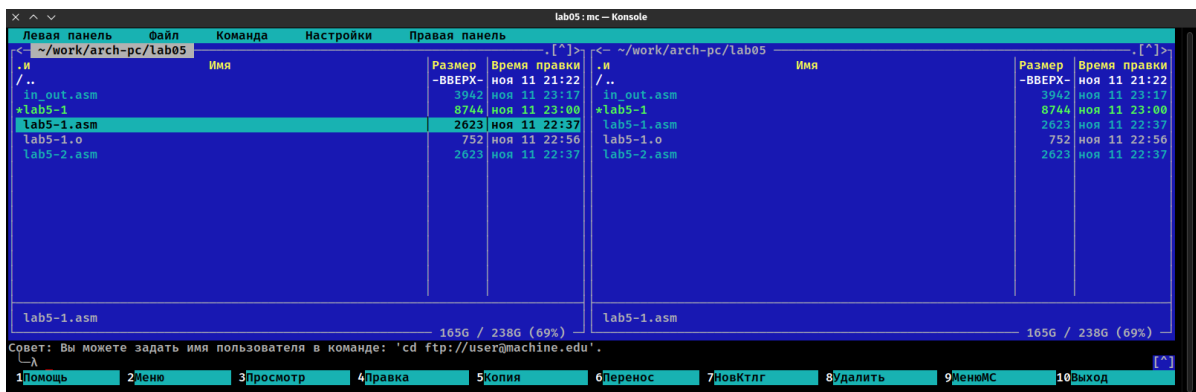 lab05 : mc — Konsole
Левая панель Файл Команда Настройки Правая панель
<— ~/work/arch-pc/lab05 .[^]> <— ~/work/arch-pc/lab05 .[^]>
.и Имя Размер Время правки .и Имя Размер Время правки
/.. -ВВЕРХ- ноя 11 21:22 /.. -ВВЕРХ- ноя 11 21:22
in_out.asm 3942 ноя 11 23:17 in_out.asm 3942 ноя 11 23:17
*lab5-1 8744 ноя 11 23:00 *lab5-1 8744 ноя 11 23:00
lab5-1.asm 2623 ноя 11 22:37 lab5-1.asm 2623 ноя 11 22:37
lab5-1.o 752 ноя 11 22:56 lab5-1.o 752 ноя 11 22:56
lab5-2.asm 2623 ноя 11 22:37 lab5-2.asm 2623 ноя 11 22:37
lab5-1.asm lab5-1.asm
165G / 238G (69%) 165G / 238G (69%)
Совет: Вы можете задать имя пользователя в команде: 'cd ftp://user@machine.edu'.
λ [^]
1Помощь 2Меню 3Просмотр 4Правка 5Копия 6Перенос 7НовКтлг 8Удалить 9МенюMC 10Выход